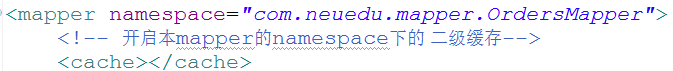 <mapper namespace="com.neuedu.mapper.OrdersMapper">
<!-- 开启本mapper的namespace下的 二级缓存-->
<cache></cache>